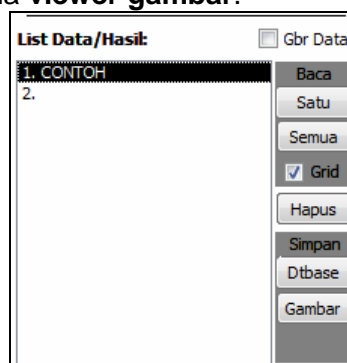 viewer gambar.
List Data/Hasil:
Gbr Data
1. CONTOH
2.
Baca
Satu
Semua
Grid
Hapus
Simpan
Dtbase
Gambar